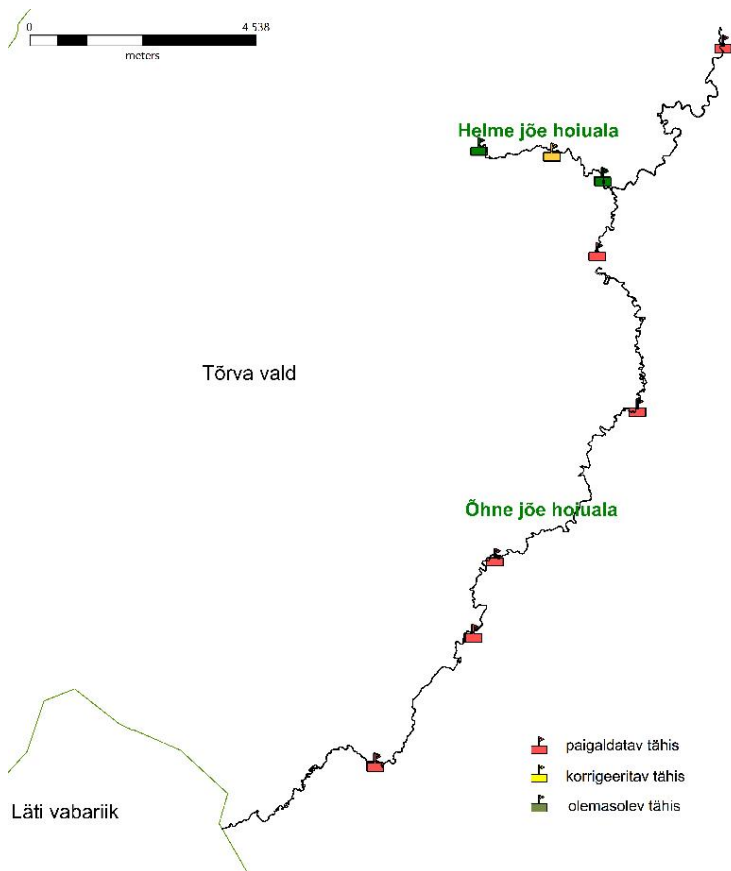 0
4 538
meters
Helme jõe hoiuala
Tõrva vald
Õhne jõe hoiuala
paigaldatav tähis
korrigeeritav tähis
olemasolev tähis
Läti vabariik